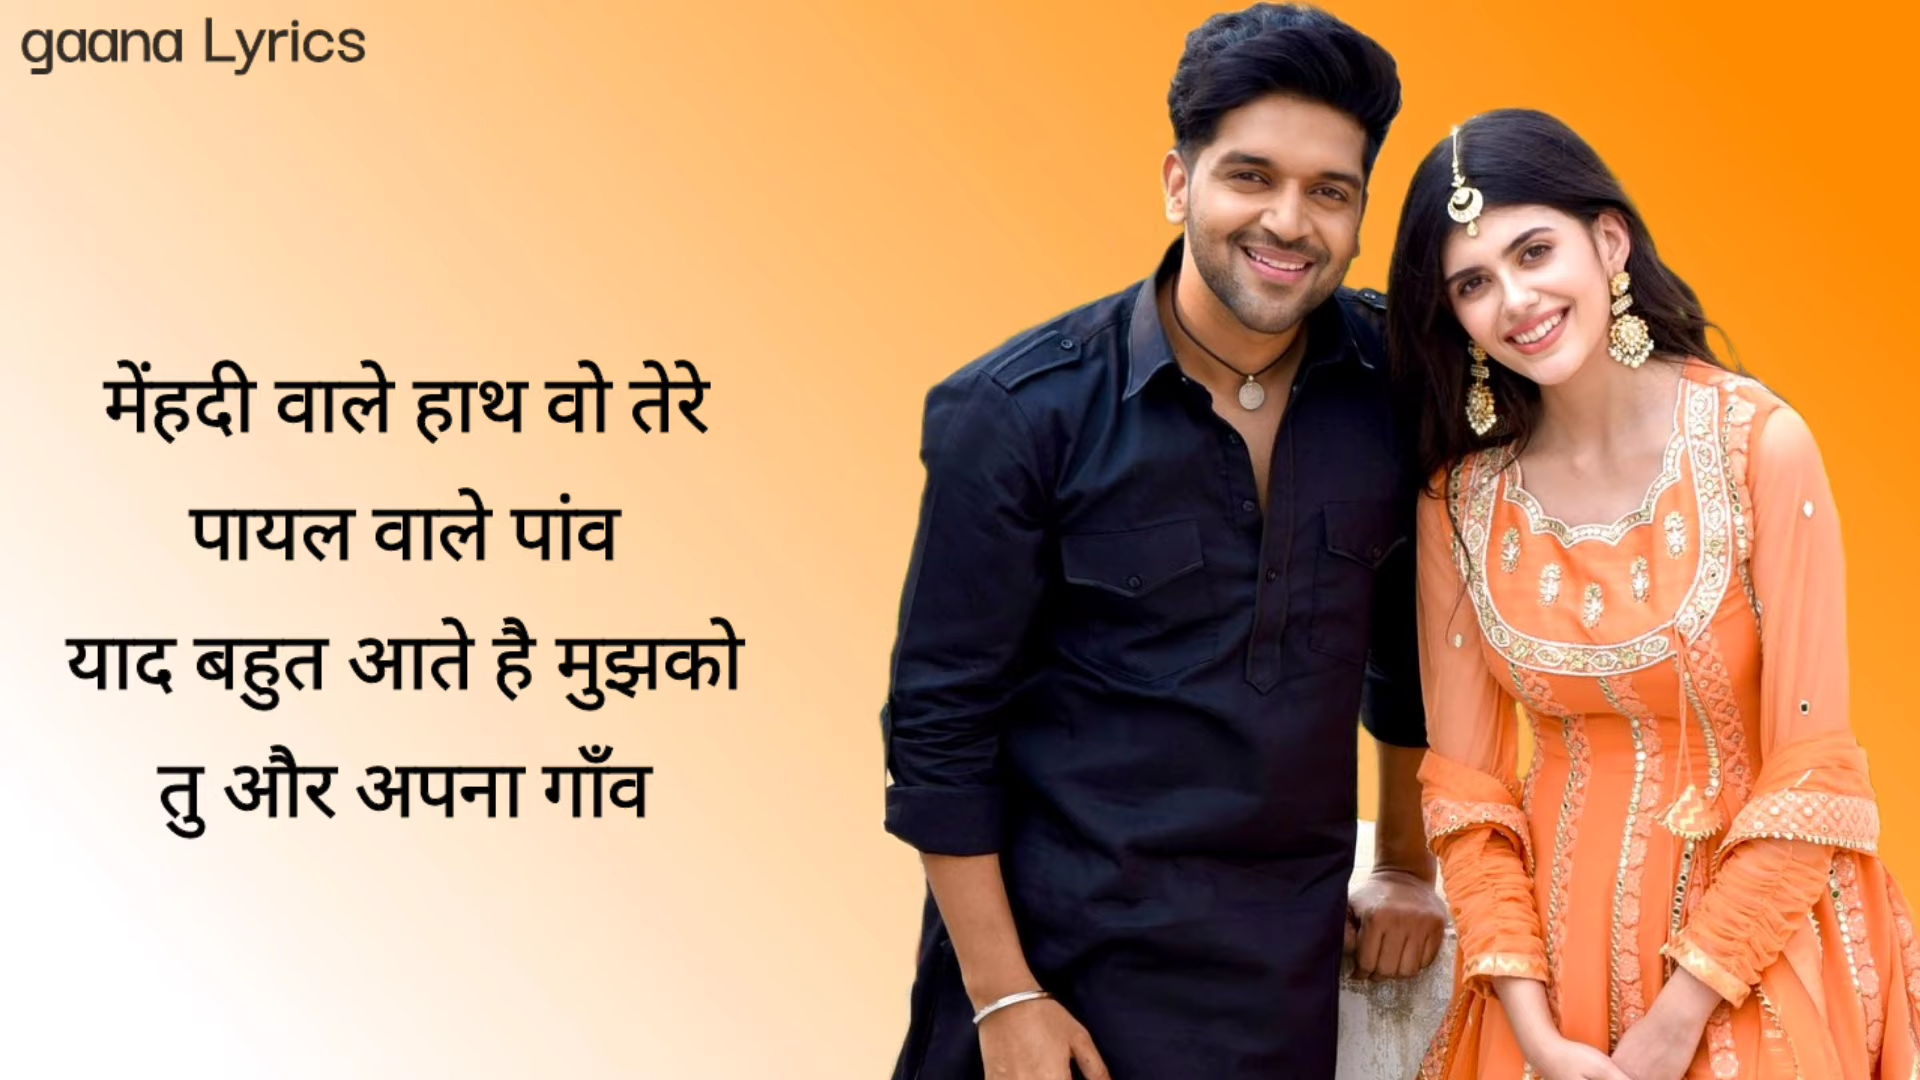 gaana Lyrics
मेंहदी वाले हाथ वो तेरे
पायल वाले पांव
याद बहुत आते है मुझको
तु और अपना गाँव